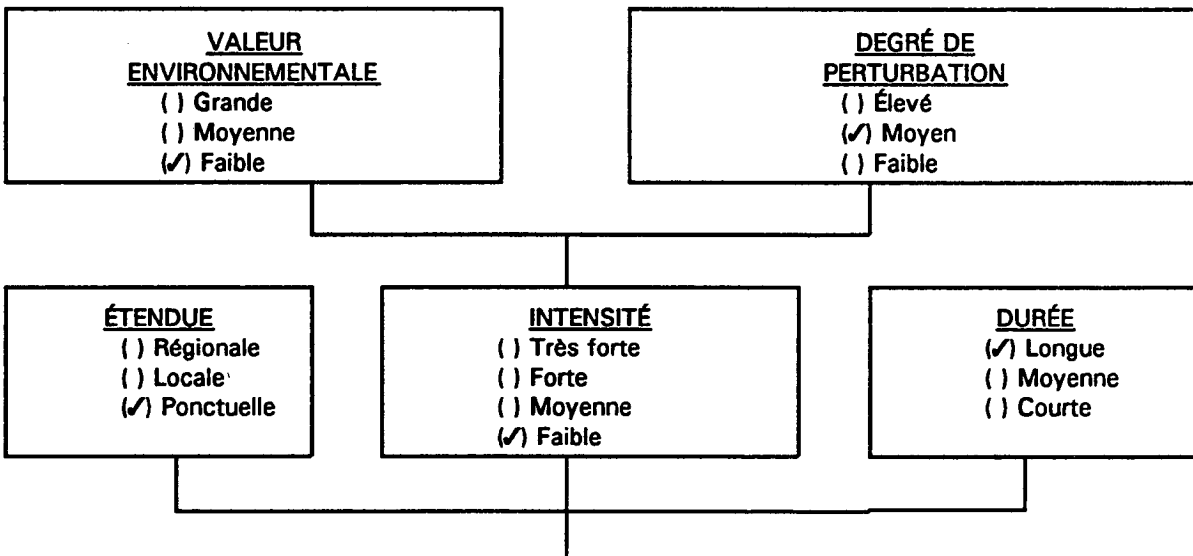 VALEUR
ENVIRONNEMENTALE
( ) Grande
( ) Moyenne
(✓) Faible
DEGRÉ DE
PERTURBATION
( ) Élevé
(✓) Moyen
( ) Faible
ÉTENDUE
( ) Régionale
( ) Locale
(✓) Ponctuelle
INTENSITÉ
( ) Très forte
( ) Forte
( ) Moyenne
(✓) Faible
DURÉE
(✓) Longue
( ) Moyenne
( ) Courte